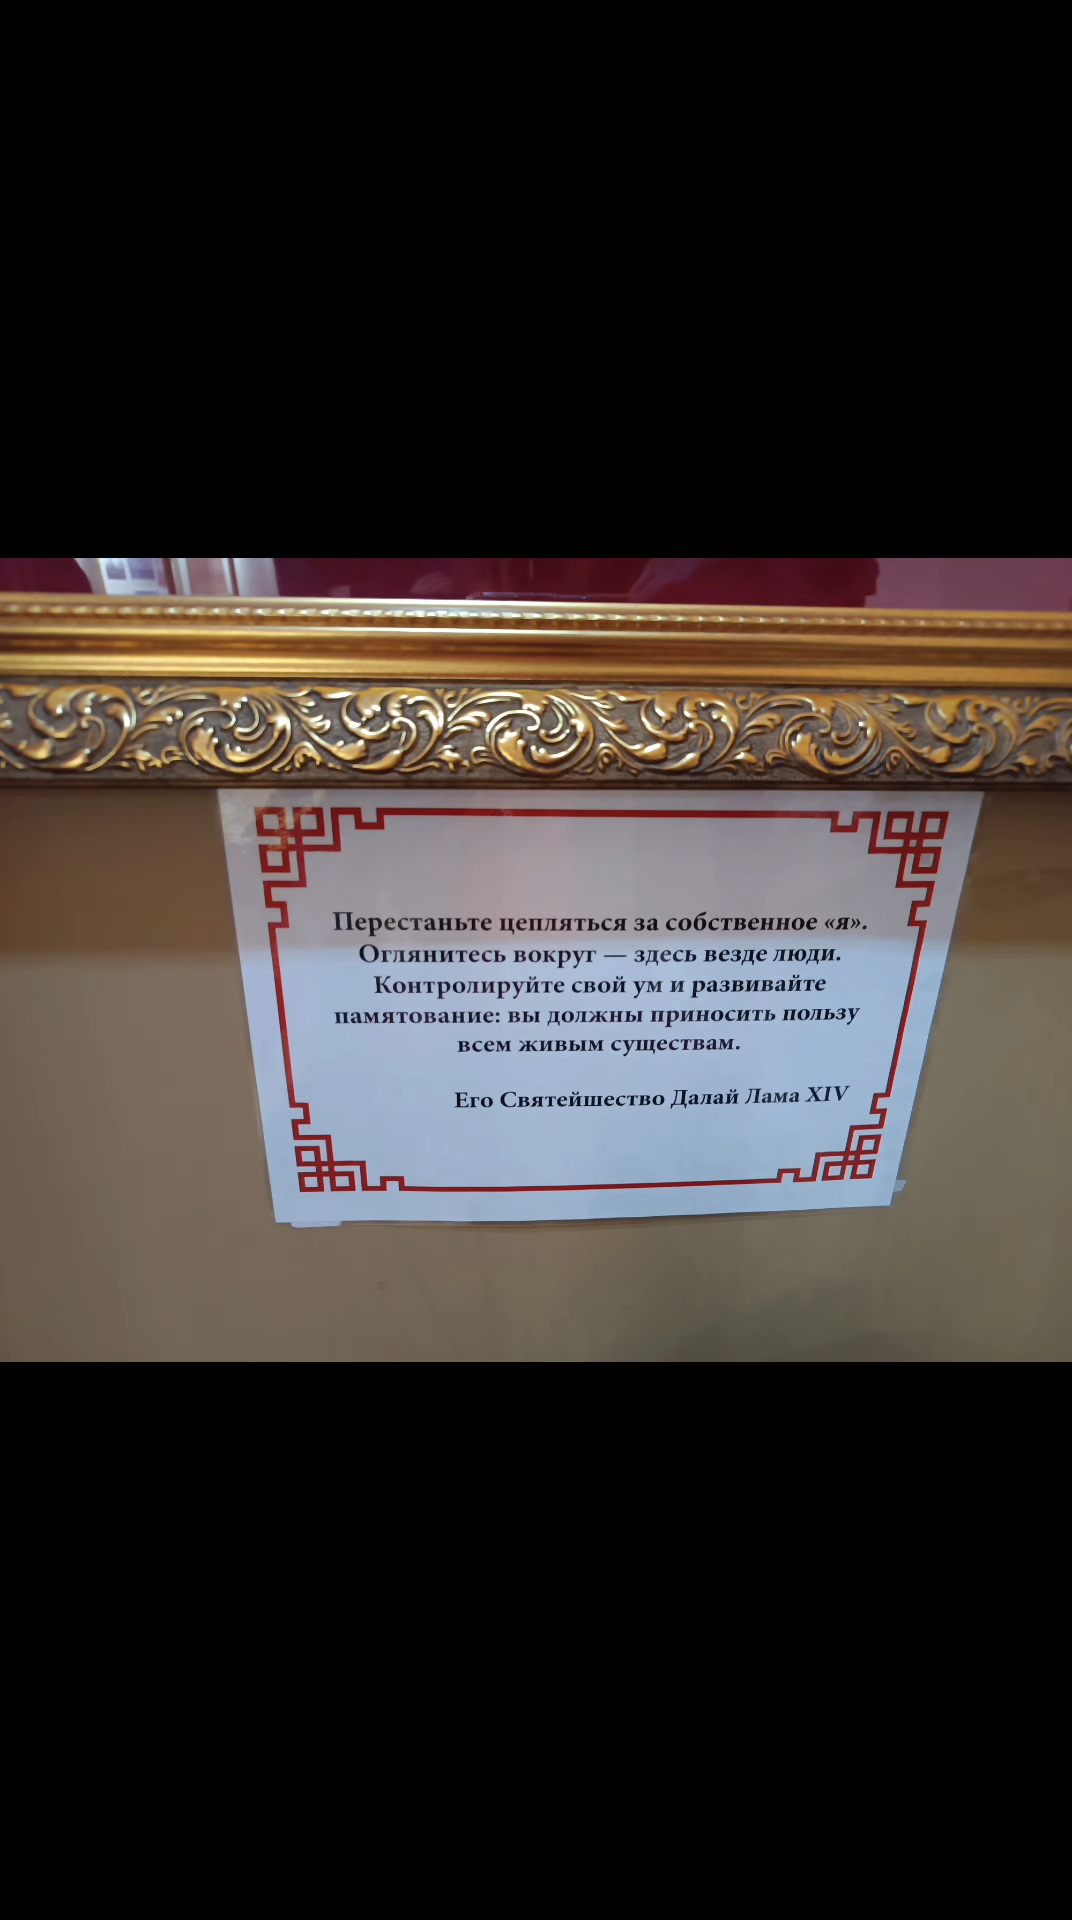 Перестаньте цепляться за собственное «я».
Оглянитесь вокруг — здесь везде люди.
Контролируйте свой ум и развивайте
памятование: вы должны приносить пользу
всем живым существам.
Его Святейшество Далай Лама XIV